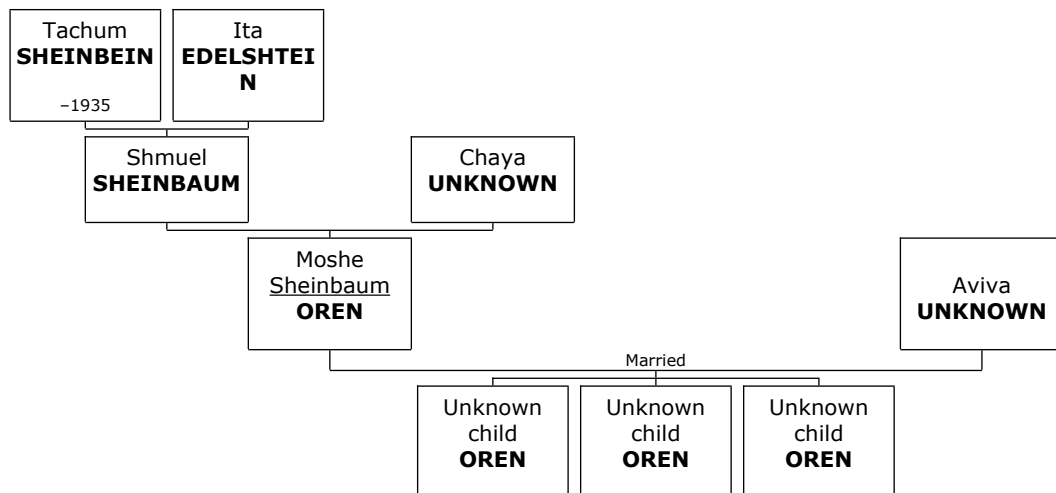 Tachum
SHEINBEIN
–1935
Ita
EDELSHTEI
N
Shmuel
SHEINBAUM
Chaya
UNKNOWN
Moshe
Sheinbaum
OREN
Aviva
UNKNOWN
Married
Unknown
child
OREN
Unknown
child
OREN
Unknown
child
OREN